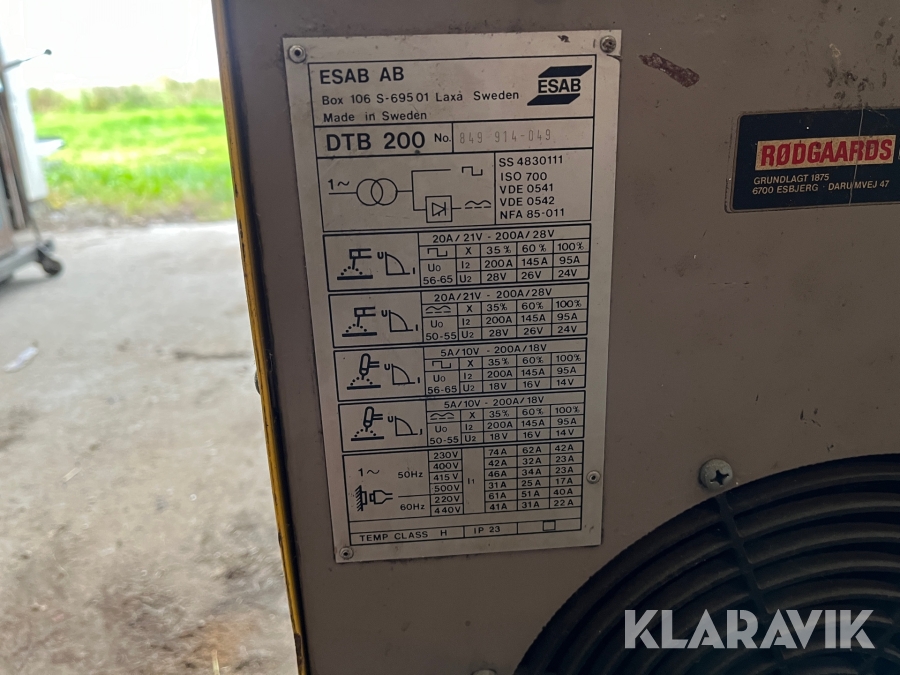 ESAB AB
ESAB
Box 106 S-695 01 Laxå Sweden
Made in Sweden
DTB 200 No. 849-914-049
1~
SS 4830111
ISO 700
VDE 0541
VDE 0542
NFA 85-011
20A/21V - 200A/28V
X 35% 60% 100%
U0 I2 200A 145A 95A
56-65 U2 28V 26V 24V
U I
20A/21V - 200A/28V
X 35% 60% 100%
U0 I2 200A 145A 95A
50-55 U2 28V 26V 24V
U I
5A/10V - 200A/18V
X 35% 60% 100%
U0 I2 200A 145A 95A
56-65 U2 18V 16V 14V
U I
5A/10V - 200A/18V
X 35% 60% 100%
U0 I2 200A 145A 95A
50-55 U2 18V 16V 14V
U I
1~ 50Hz 60Hz I1
230V 74A 62A 42A
400V 42A 32A 23A
415V 46A 34A 23A
500V 31A 25A 17A
220V 61A 51A 40A
440V 41A 31A 22A
TEMP CLASS H IP 23
RØDGAARDS
GRUNDLAGT 1875
6700 ESBJERG - DARUMVEJ 47
KLARAVIK